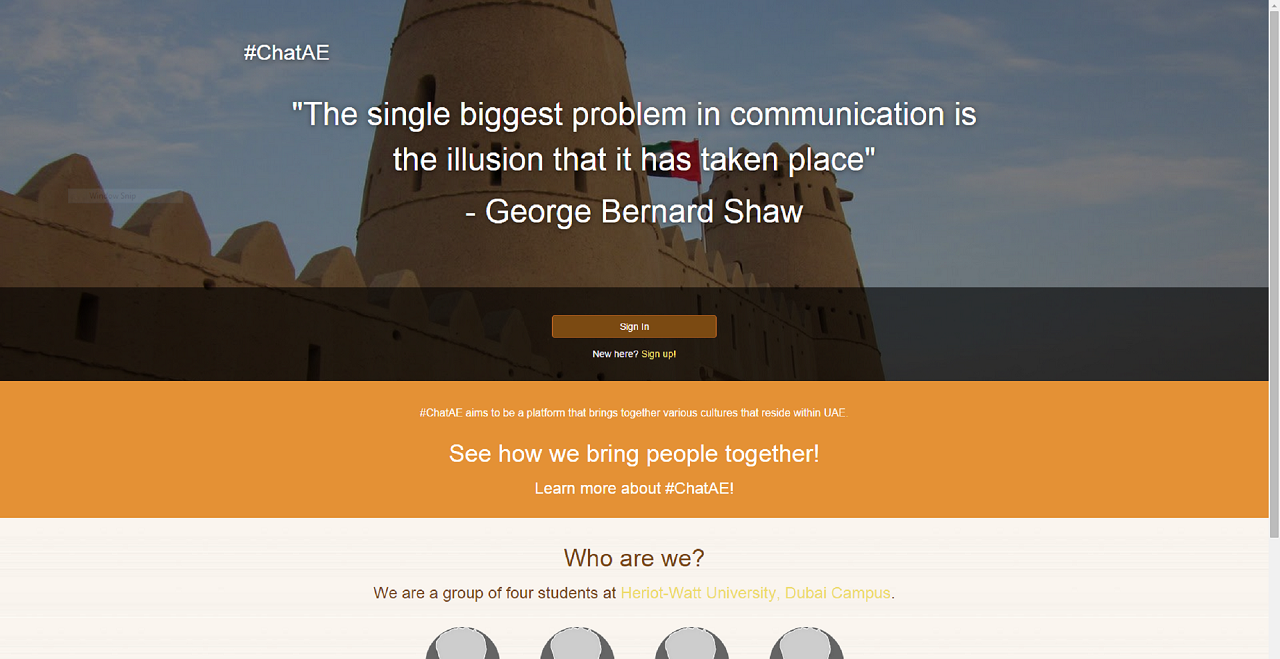 #ChatAE
"The single biggest problem in communication is
the illusion that it has taken place"
- George Bernard Shaw
Window Snip
Sign In
New here? Sign up!
#ChatAE aims to be a platform that brings together various cultures that reside within UAE.
See how we bring people together!
Learn more about #ChatAE!
Who are we?
We are a group of four students at Heriot-Watt University, Dubai Campus.